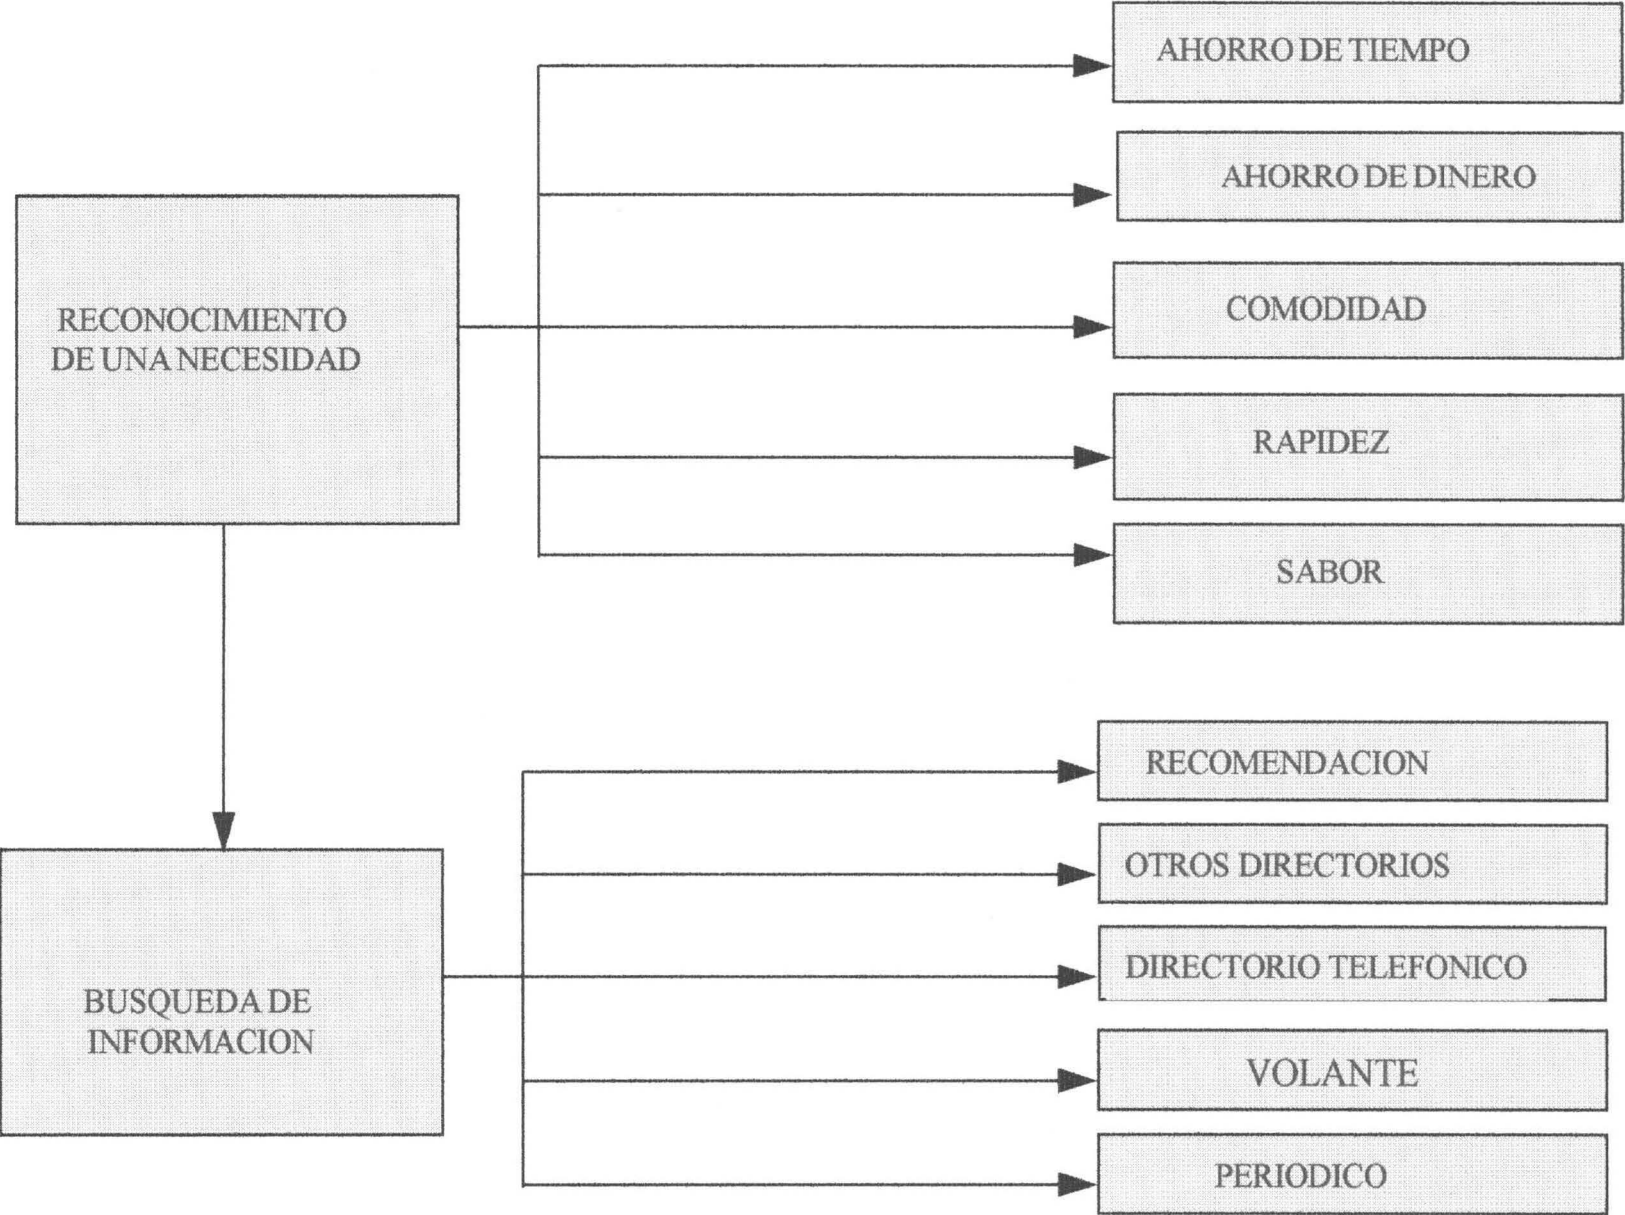 AHORRO DE TIEMPO
AHORRO DE DINERO
RECONOCIMIENTO
DE UNA NECESIDAD
COMODIDAD
RAPIDEZ
SABOR
RECOMENDACION
OTROS DIRECTORIOS
DIRECTORIO TELEFONICO
BUSQUEDA DE
INFORMACION
VOLANTE
PERIODICO